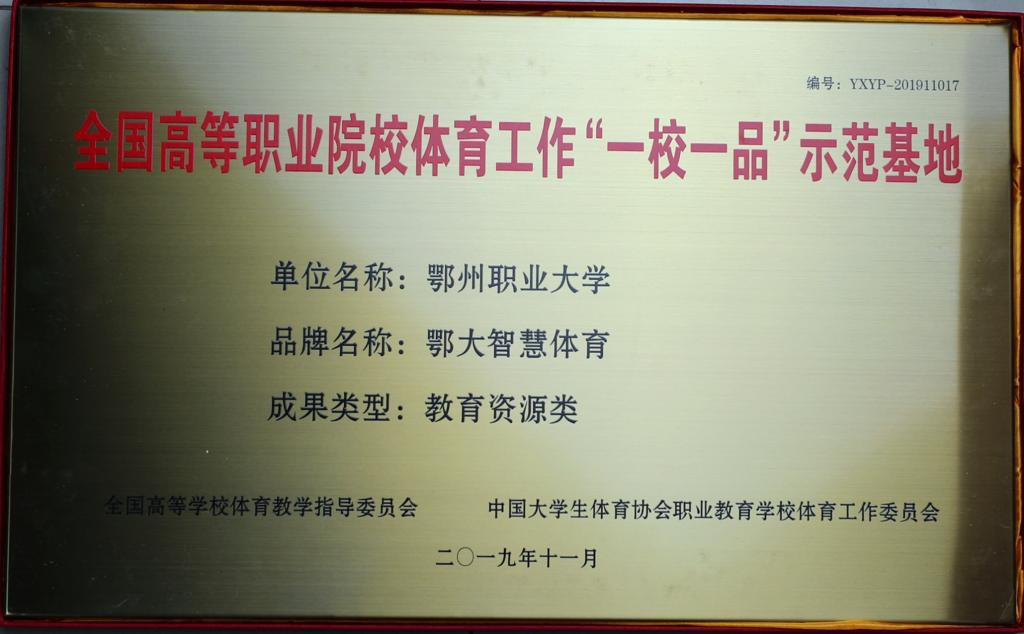 编号：YXYP-201911017
全国高等职业院校体育工作“一校一品”示范基地
单位名称：鄂州职业大学
品牌名称：鄂大智慧体育
成果类型：教育资源类
全国高等学校体育教学指导委员会 中国大学生体育协会职业教育学校体育工作委员会
二〇一九年十一月